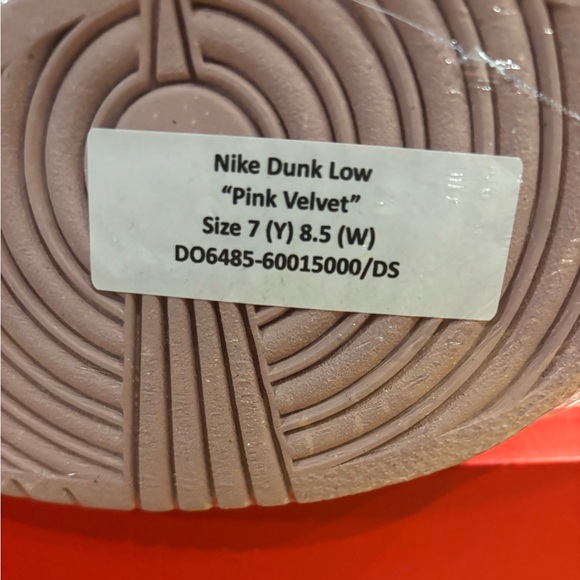 Nike Dunk Low
“Pink Velvet”
Size 7 (Y) 8.5 (W)
DO6485-60015000/DS